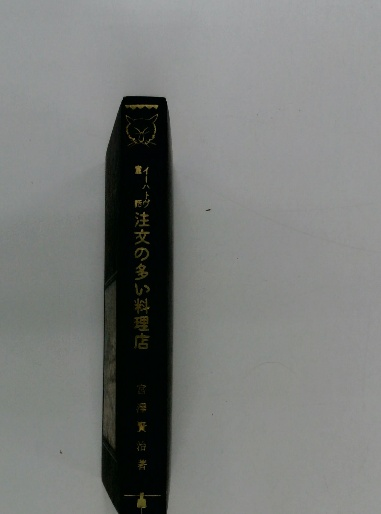 イーハトヴ
童話
注文の多い料理店
宮澤賢治著